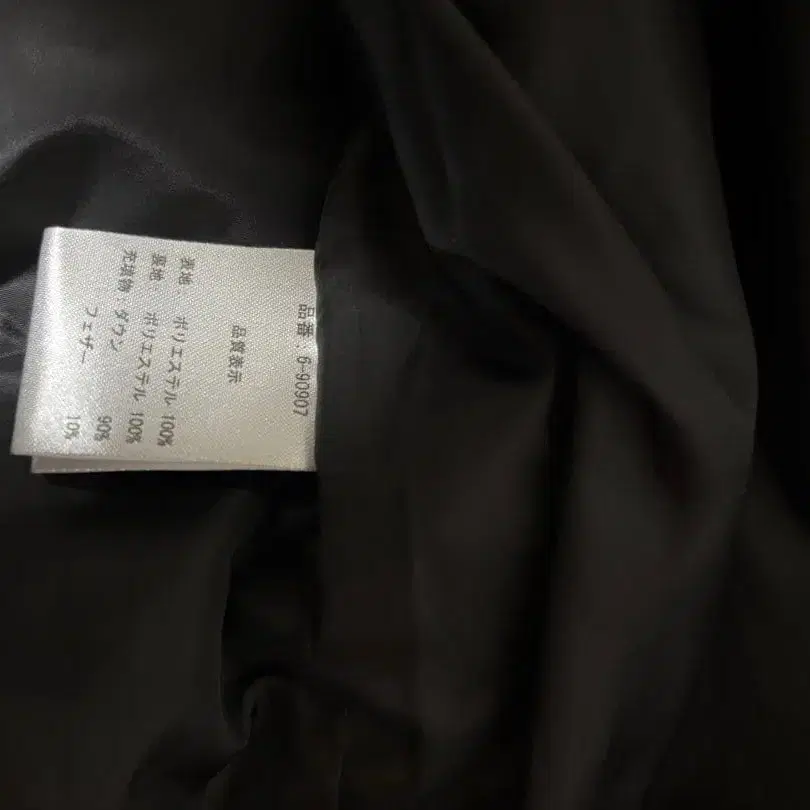 品番：6-90907
品質表示
表地： ポリエステル 100%
裏地 ポリエステル 100%
充填物：ダウン 90%
フェザー 10%